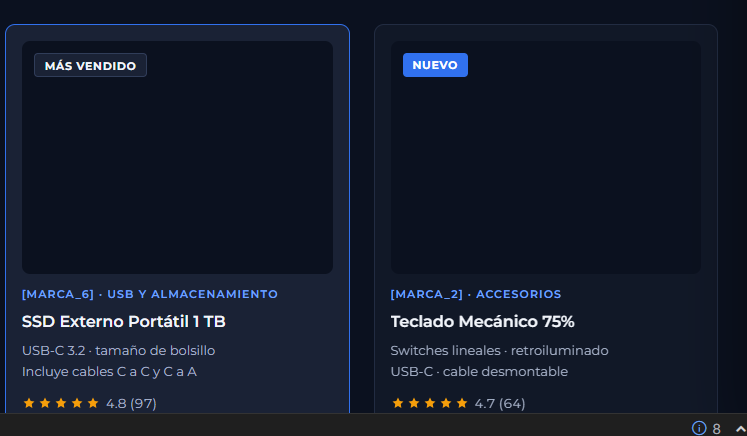 MÁS VENDIDO
[MARCA_6] · USB Y ALMACENAMIENTO
SSD Externo Portátil 1 TB
USB-C 3.2 · tamaño de bolsillo
Incluye cables C a C y C a A
★ ★ ★ ★ ★ 4.8 (97)
NUEVO
[MARCA_2] · ACCESORIOS
Teclado Mecánico 75%
Switches lineales · retroiluminado
USB-C · cable desmontable
★ ★ ★ ★ ★ 4.7 (64)
8